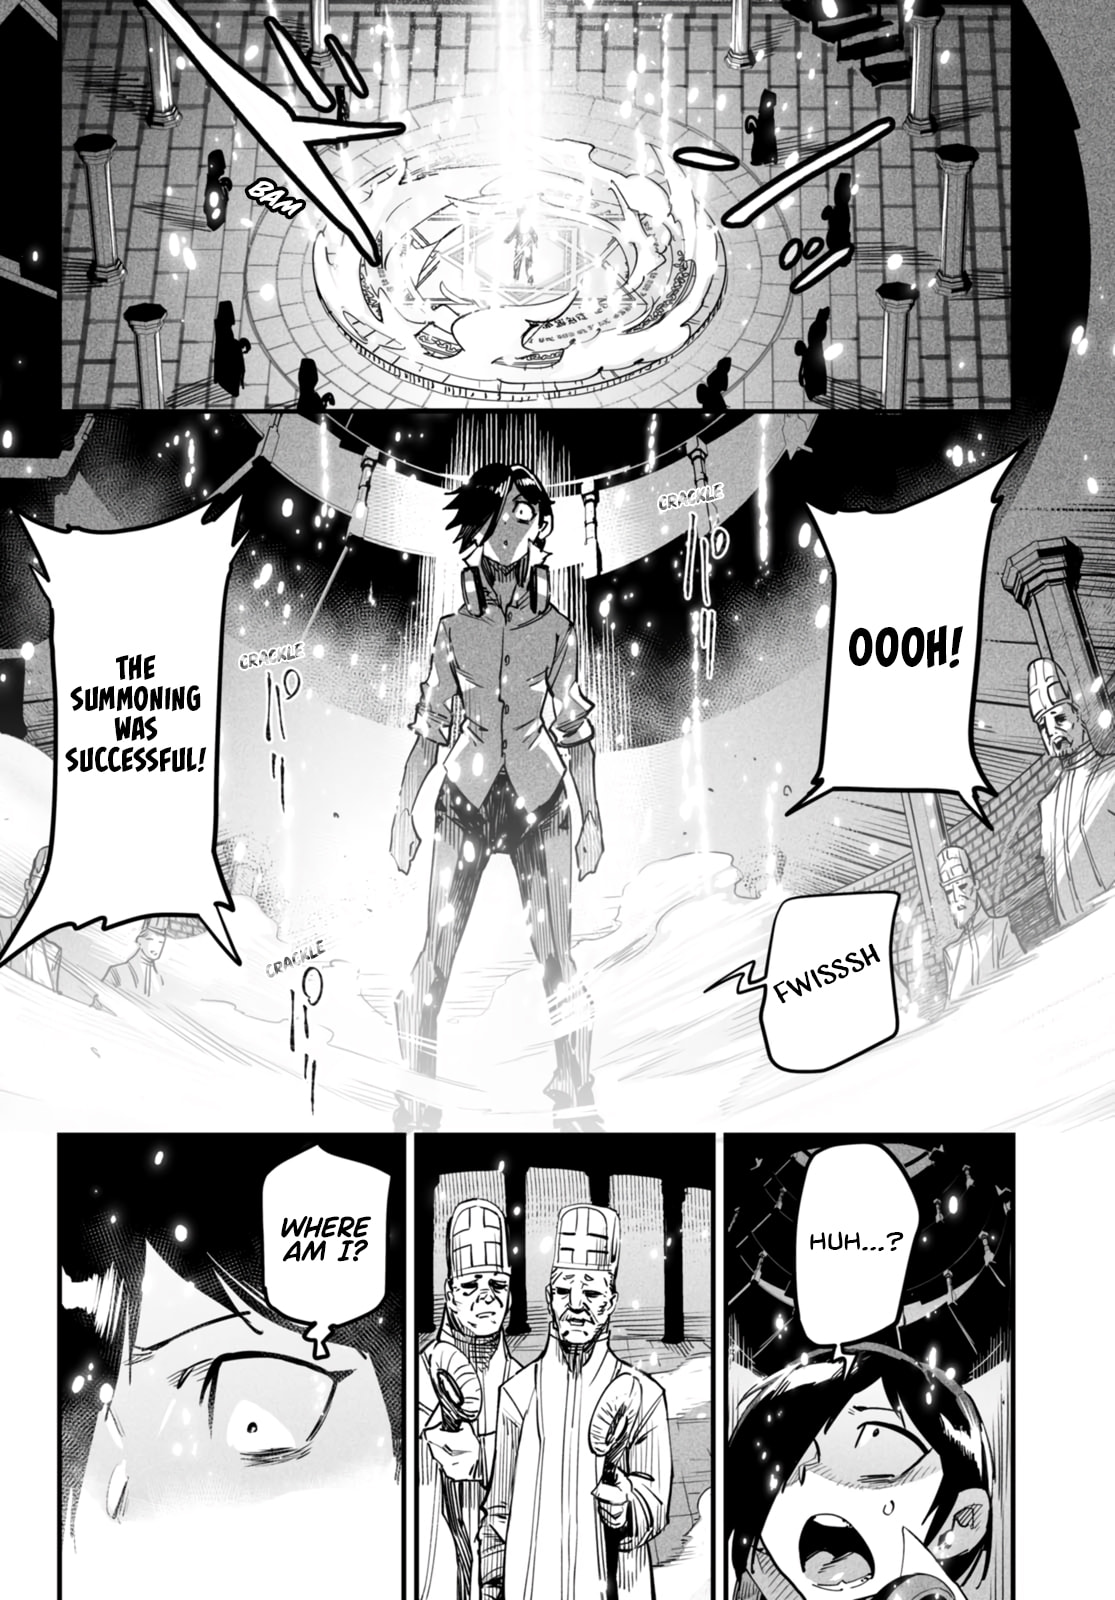 BAM
OOOH!
CRACKLE
CRACKLE
パ
パ
THE
SUMMONING
WAS
SUCCESSFUL!
FWISSSH
CRACKLE
パ
HUH...?
WHERE
AM I?